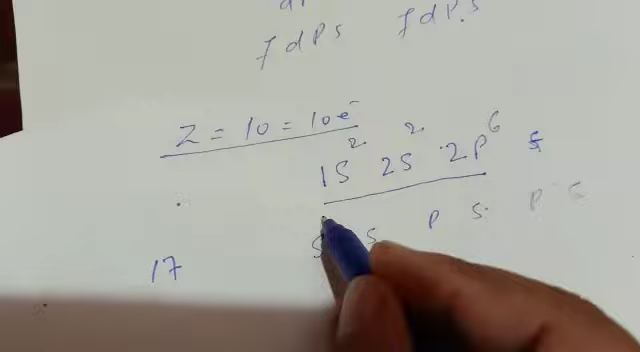 f d P s f d P. s
Z = 10 = 10e⁻
1S² 2S² 2P⁶ s
S S P S P S
17